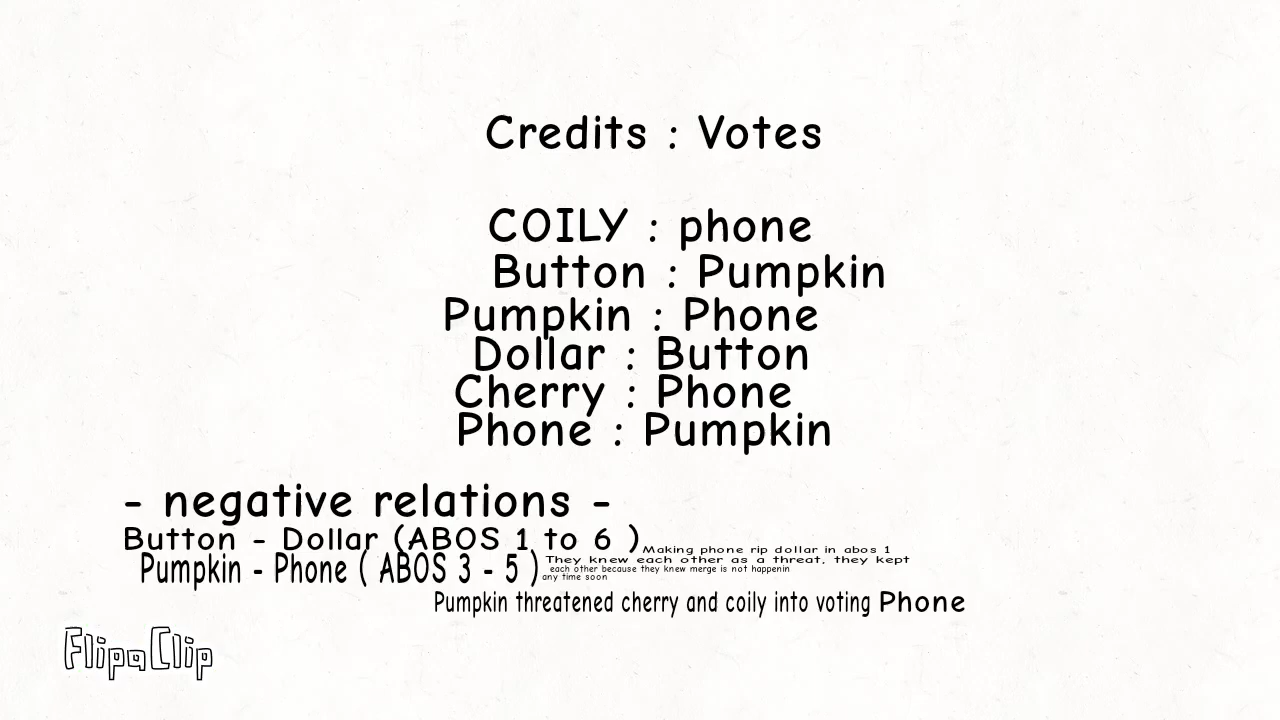 Credits : Votes
COILY : phone
Button : Pumpkin
Pumpkin : Phone
Dollar : Button
Cherry : Phone
Phone : Pumpkin
- negative relations -
Button - Dollar (ABOS 1 to 6 ) Making phone rip dollar in abos 1
Pumpkin - Phone ( ABOS 3 - 5 ) They knew each other as a threat, they kept
each other because they knew merge is not happenin
any time soon
Pumpkin threatened cherry and coily into voting Phone
FlipaClip